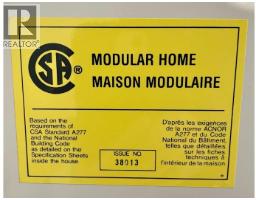 REALTOR®
CSA®
MODULAR HOME
MAISON MODULAIRE
Based on the
requirements of
CSA Standard A277
and the National
Building Code
as detailed on the
Specification Sheets
inside the house
ISSUE NO.
38013
D'après les exigences
de la norme ACNOR
A277 et du Code
National du Bâtiment,
telles que détaillées
sur les fiches
techniques à
l'intérieur de la maison